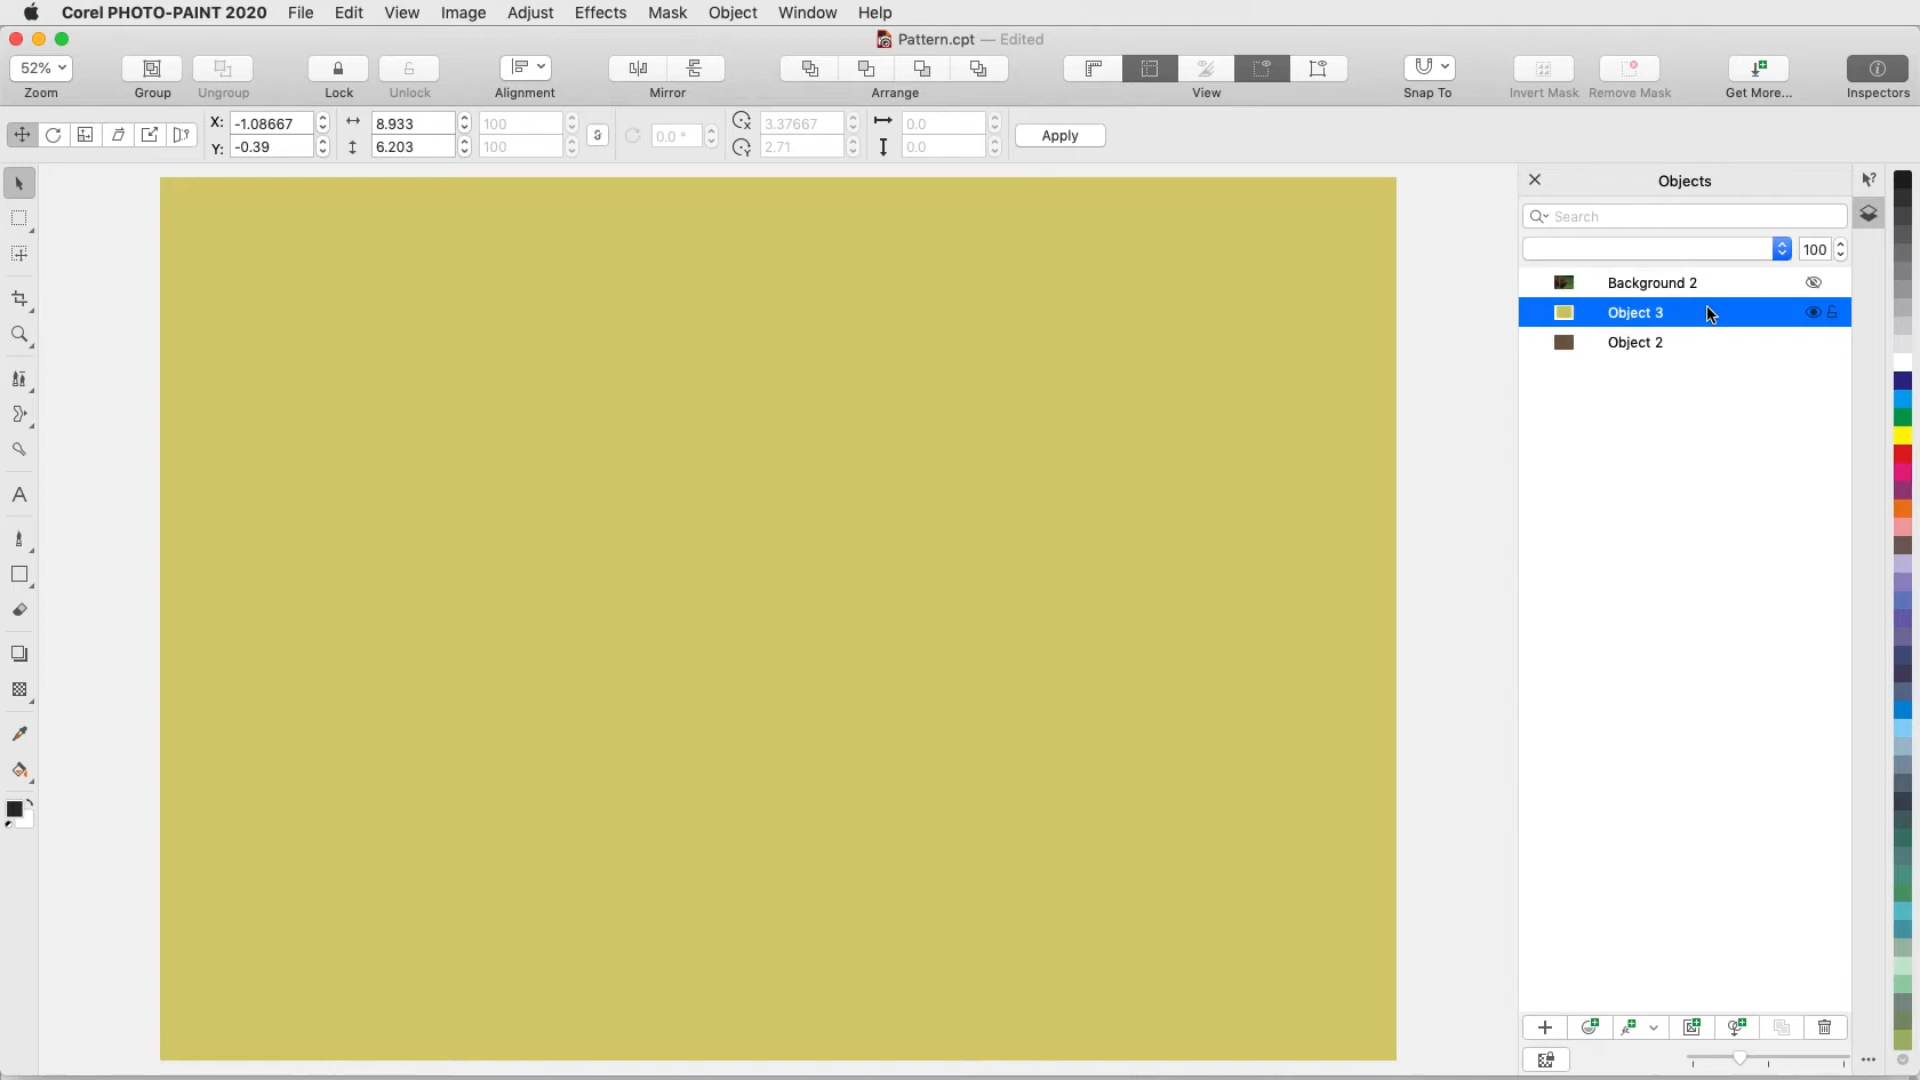 Corel PHOTO-PAINT 2020 File Edit View Image Adjust Effects Mask Object Window Help
Pattern.cpt — Edited
52%
Zoom Group Ungroup Lock Unlock Alignment Mirror Arrange View Snap To Invert Mask Remove Mask Get More... Inspectors
X: -1.08667 8.933 100 3.37667 0.0
0.0 ° Apply
Y: -0.39 6.203 100 2.71 0.0
Objects
Search
100
Background 2
Object 3
Object 2